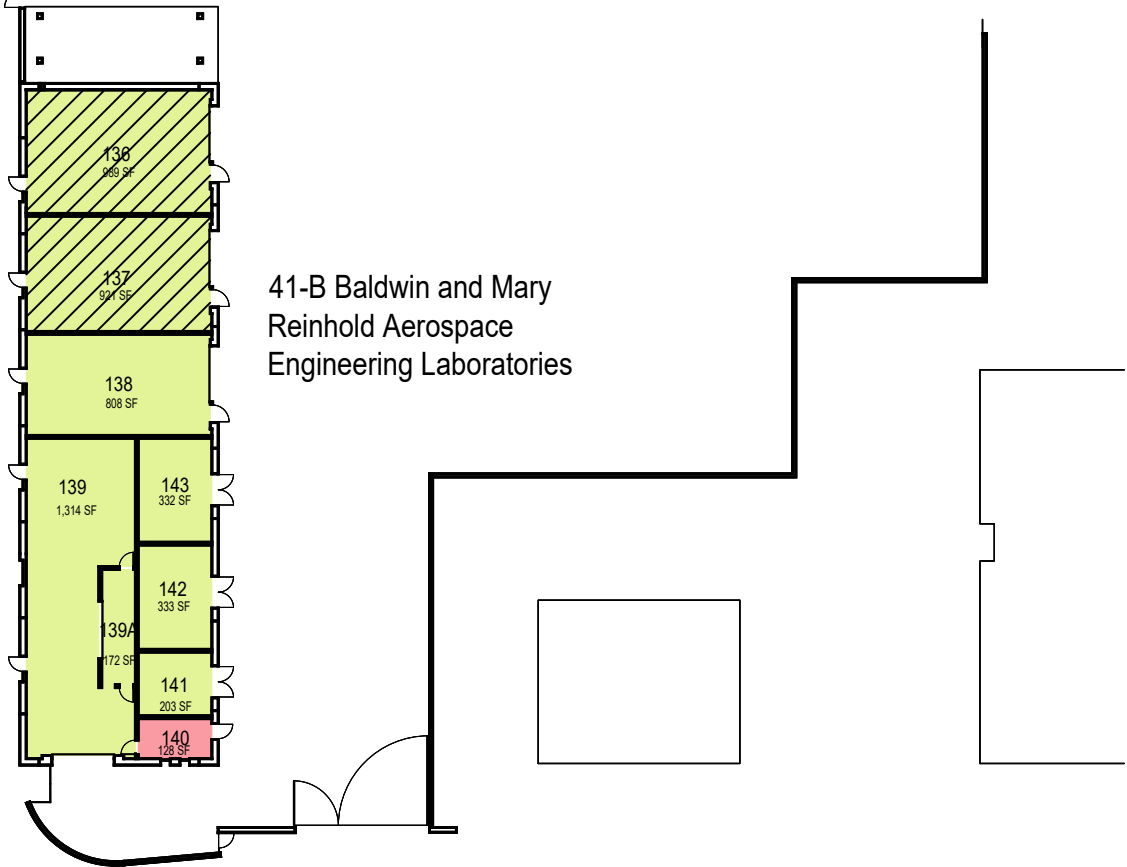 136
989 SF
137
921 SF
41-B Baldwin and Mary
Reinhold Aerospace
Engineering Laboratories
138
808 SF
139
1,314 SF
143
332 SF
142
333 SF
139A
172 SF
141
203 SF
140
128 SF